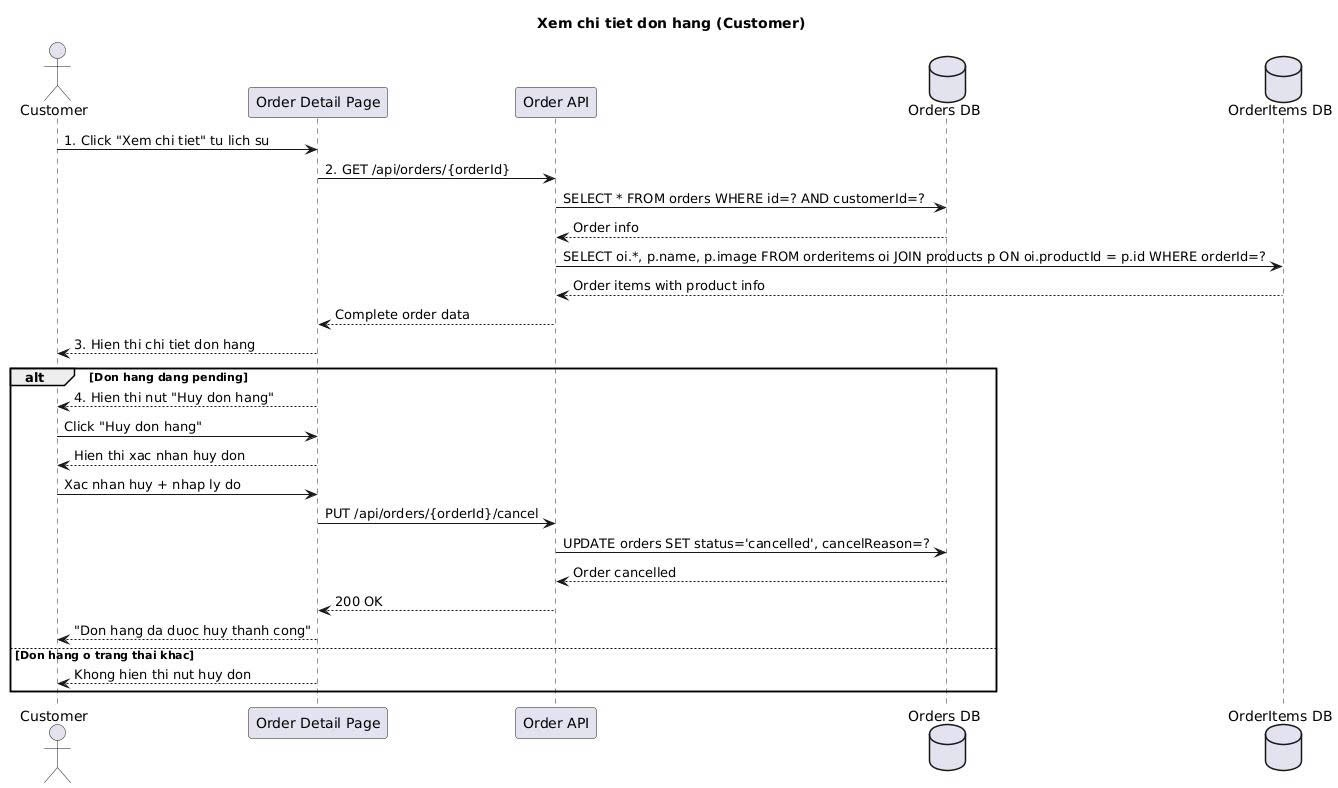 Xem chi tiet don hang (Customer)
Customer
Order Detail Page
Order API
Orders DB
OrderItems DB
1. Click "Xem chi tiet" tu lich su
2. GET /api/orders/{orderId}
SELECT * FROM orders WHERE id=? AND customerId=?
Order info
SELECT oi.*, p.name, p.image FROM orderitems oi JOIN products p ON oi.productId = p.id WHERE orderId=?
Order items with product info
Complete order data
3. Hien thi chi tiet don hang
alt [Don hang dang pending]
4. Hien thi nut "Huy don hang"
Click "Huy don hang"
Hien thi xac nhan huy don
Xac nhan huy + nhap ly do
PUT /api/orders/{orderId}/cancel
UPDATE orders SET status='cancelled', cancelReason=?
Order cancelled
200 OK
"Don hang da duoc huy thanh cong"
[Don hang o trang thai khac]
Khong hien thi nut huy don
Customer
Order Detail Page
Order API
Orders DB
OrderItems DB